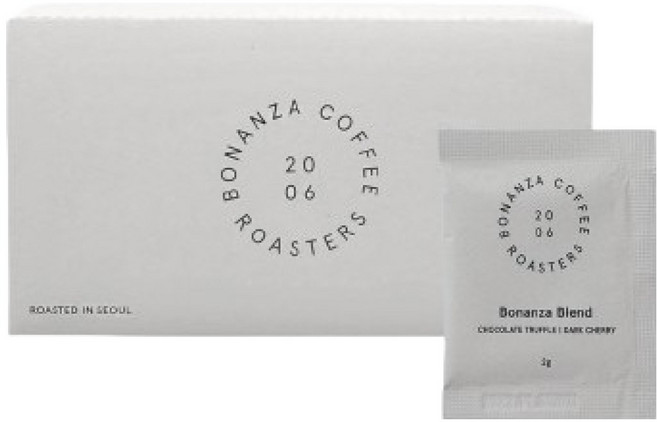 BONANZA COFFEE ROASTERS
20
06
ROASTED IN SEOUL
BONANZA COFFEE ROASTERS
20
06
Bonanza Blend
CHOCOLATE TRUFFLE | DARK CHERRY